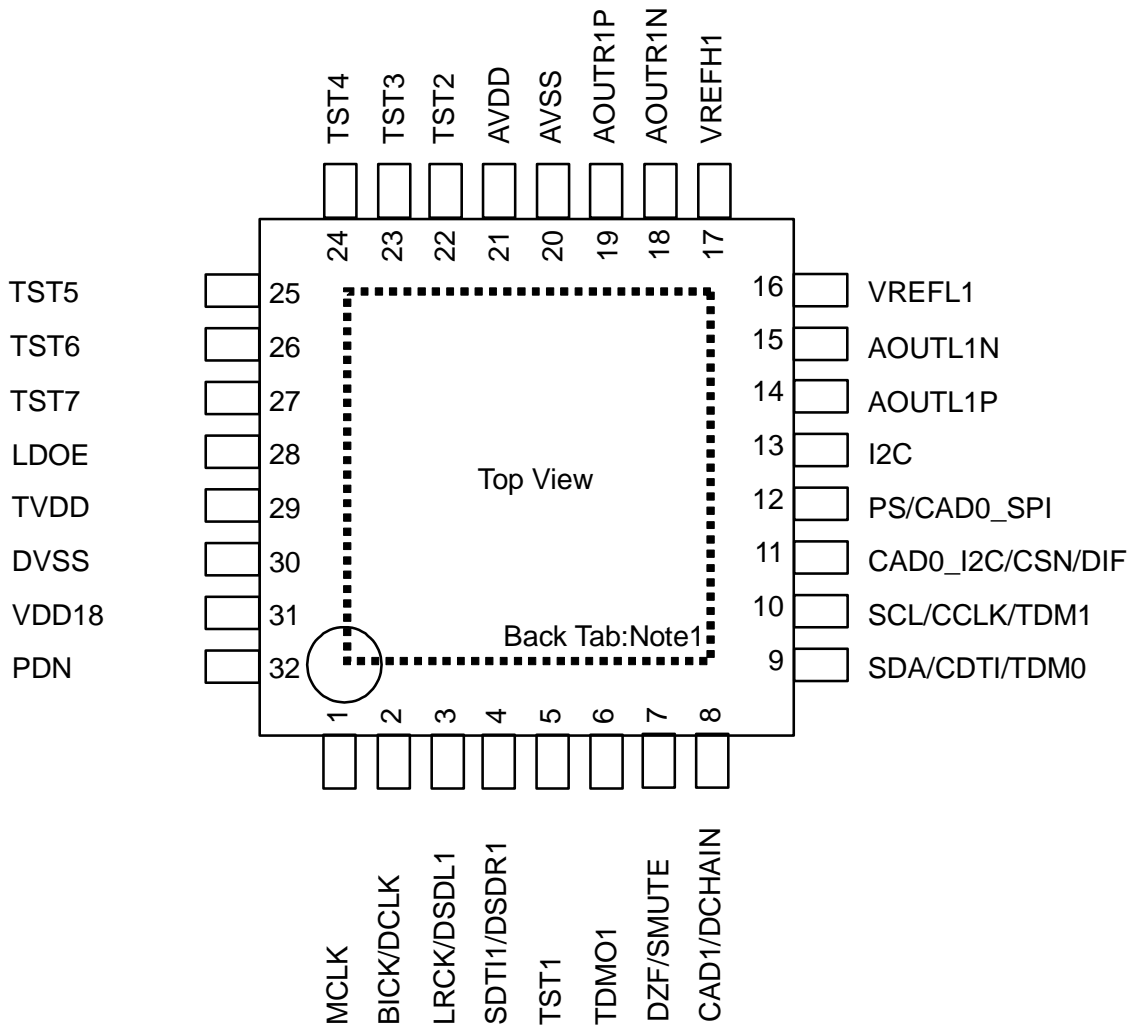 TST4
TST3
TST2
AVDD
AVSS
AOUTR1P
AOUTR1N
VREFH1
24
23
22
21
20
19
18
17
TST5
25
16
VREFL1
TST6
26
15
AOUTL1N
TST7
27
14
AOUTL1P
LDOE
28
13
I2C
TVDD
29
Top View
12
PS/CAD0_SPI
DVSS
30
11
CAD0_I2C/CSN/DIF
VDD18
31
10
SCL/CCLK/TDM1
Back Tab:Note1
PDN
32
9
SDA/CDTI/TDM0
1
2
3
4
5
6
7
8
MCLK
BICK/DCLK
LRCK/DSDL1
SDTI1/DSDR1
TST1
TDMO1
DZF/SMUTE
CAD1/DCHAIN